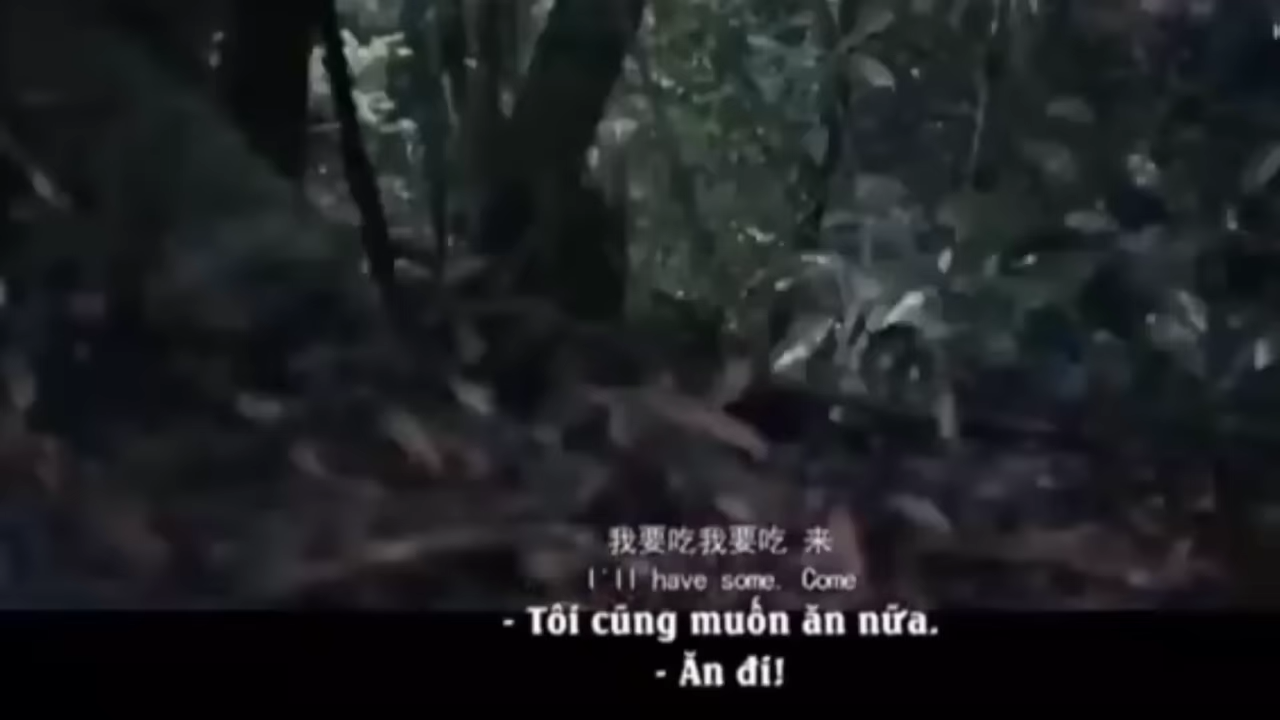 我要吃我要吃 来
I'll have some. Come
- Tôi cũng muốn ăn nữa.
- Ăn đi!